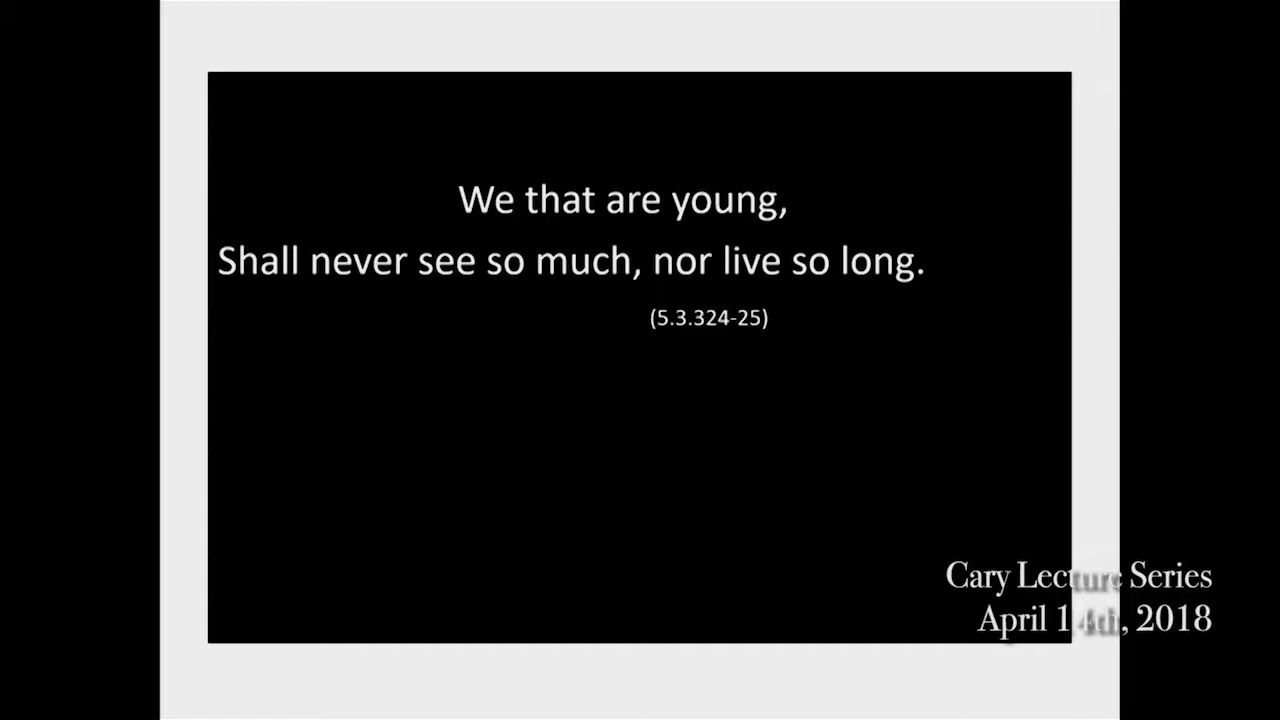 We that are young,
Shall never see so much, nor live so long.
(5.3.324-25)
Cary Lecture Series
April 14th, 2018